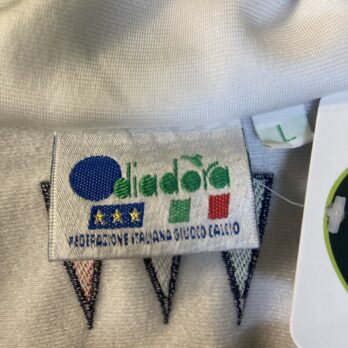 diadora
L
FEDERAZIONE ITALIANA GIUOCO CALCIO